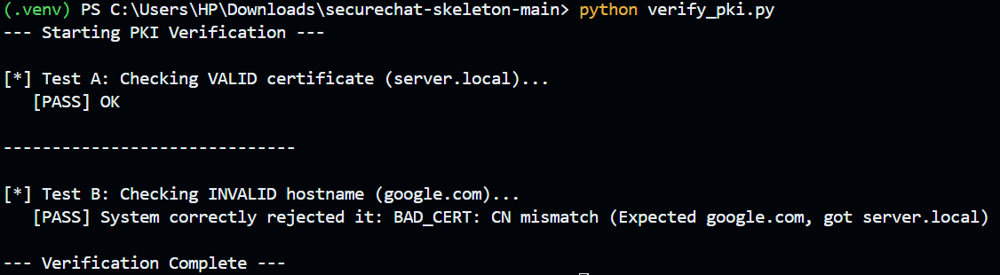 (.venv) PS C:\Users\HP\Downloads\securechat-skeleton-main> python verify_pki.py
--- Starting PKI Verification ---
[*] Test A: Checking VALID certificate (server.local)...
[PASS] OK
------------------------------
[*] Test B: Checking INVALID hostname (google.com)...
[PASS] System correctly rejected it: BAD_CERT: CN mismatch (Expected google.com, got server.local)
--- Verification Complete ---